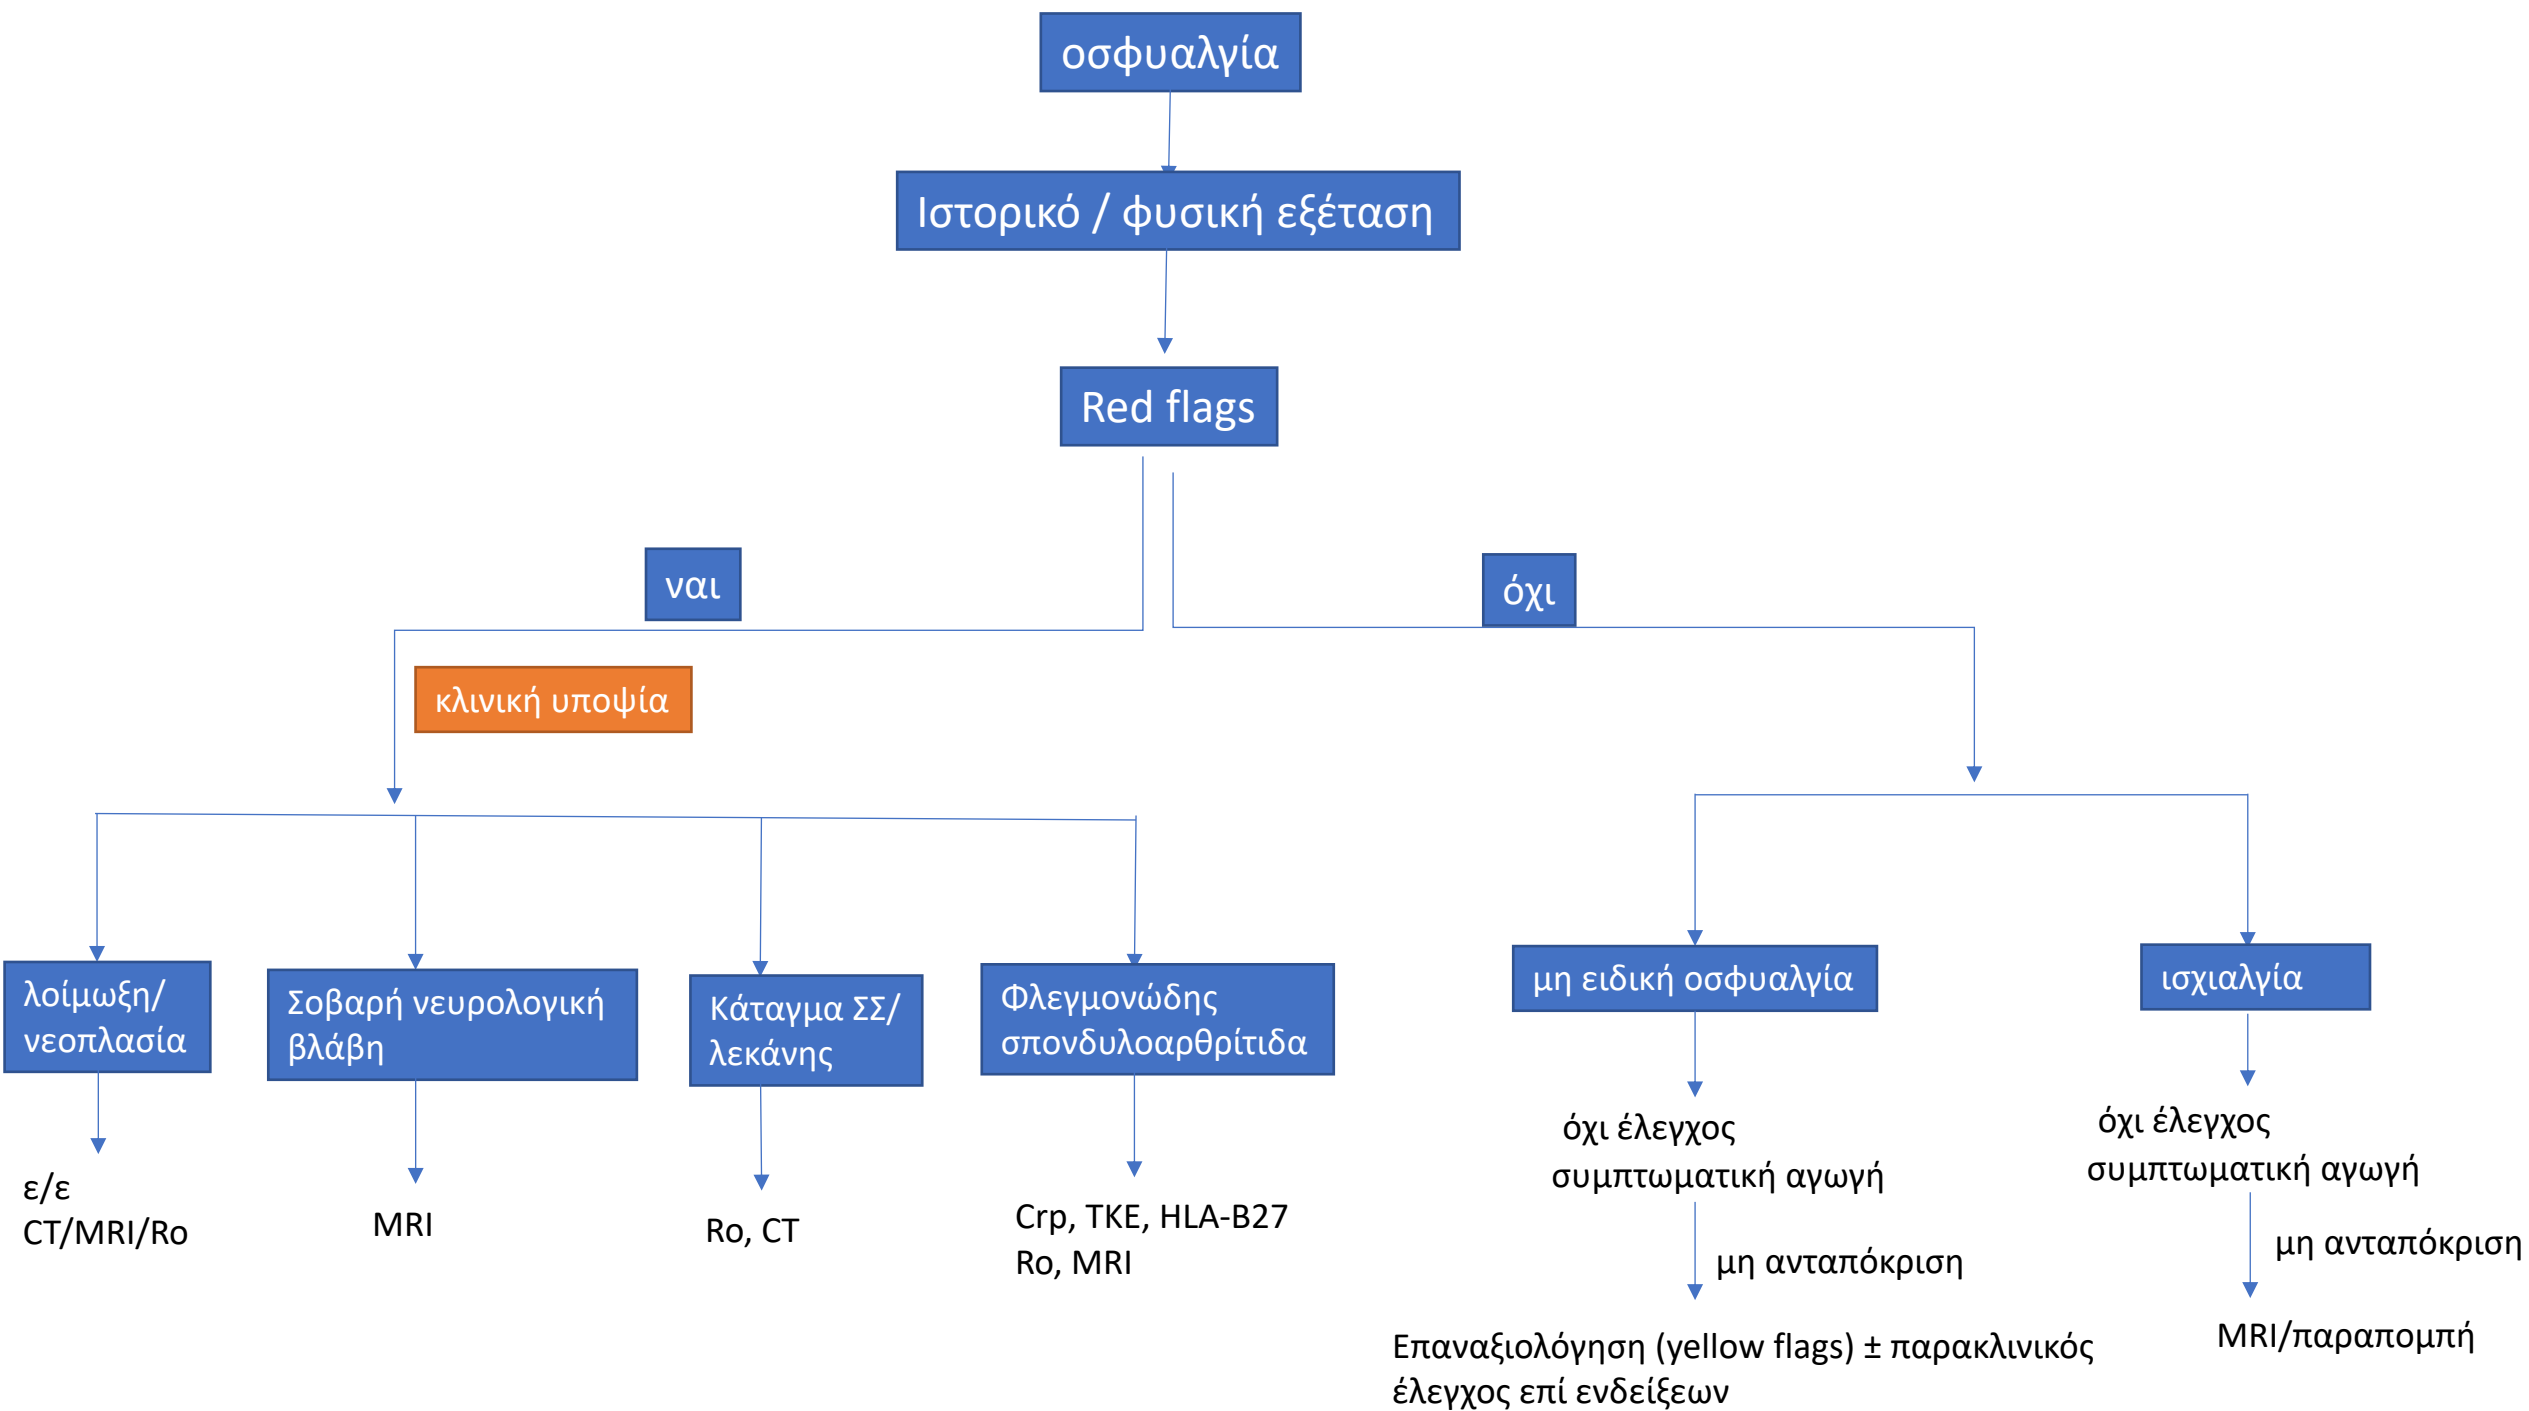 οσφυαλγία
Ιστορικό / φυσική εξέταση
Red flags
ναι
όχι
κλινική υποψία
λοίμωξη/
νεοπλασία
Σοβαρή νευρολογική
βλάβη
Κάταγμα ΣΣ/
λεκάνης
Φλεγμονώδης
σπονδυλοαρθρίτιδα
μη ειδική οσφυαλγία
ισχιαλγία
ε/ε
CT/MRI/Ro
MRI
Ro, CT
Crp, TKE, HLA-B27
Ro, MRI
όχι έλεγχος
συμπτωματική αγωγή
μη ανταπόκριση
Επαναξιολόγηση (yellow flags) ± παρακλινικός
έλεγχος επί ενδείξεων
όχι έλεγχος
συμπτωματική αγωγή
μη ανταπόκριση
MRI/παραπομπή